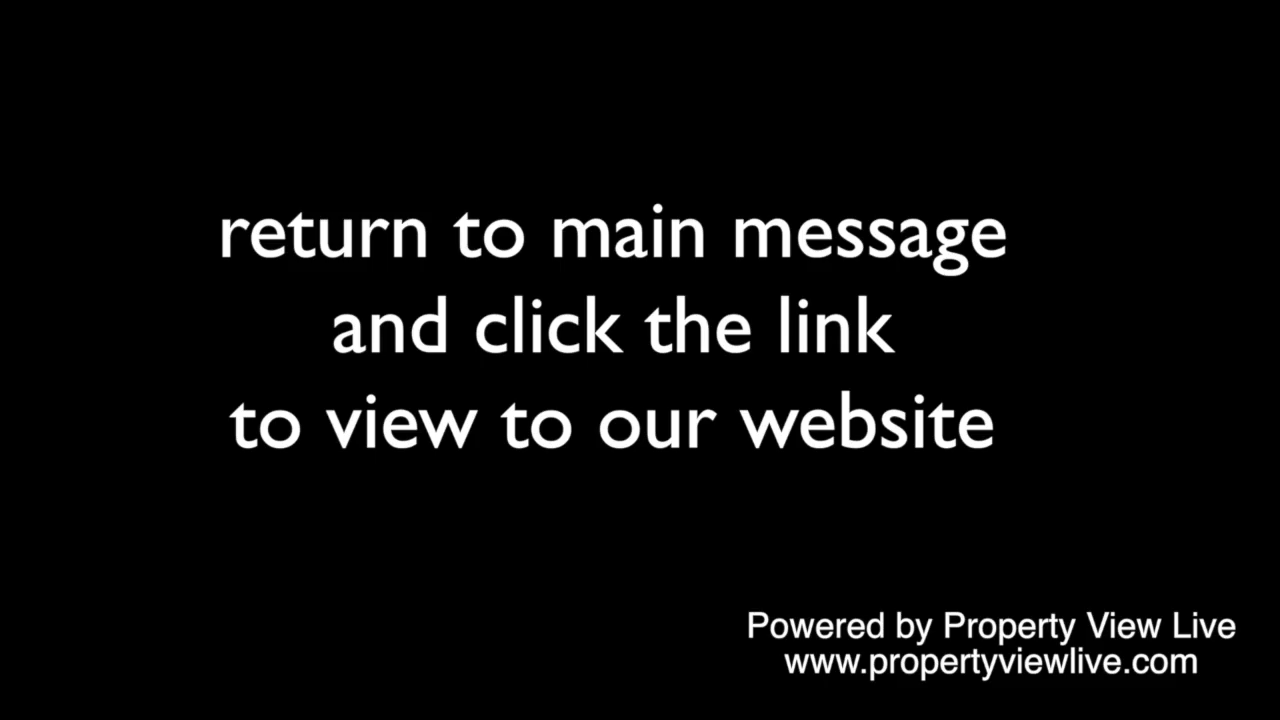 return to main message
and click the link
to view to our website
Powered by Property View Live
www.propertyviewlive.com